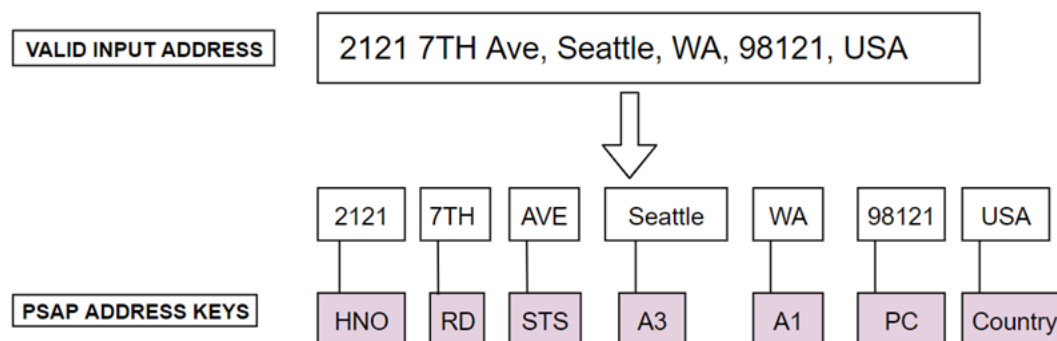 VALID INPUT ADDRESS
2121 7TH Ave, Seattle, WA, 98121, USA
2121 7TH AVE Seattle WA 98121 USA
PSAP ADDRESS KEYS
HNO RD STS A3 A1 PC Country